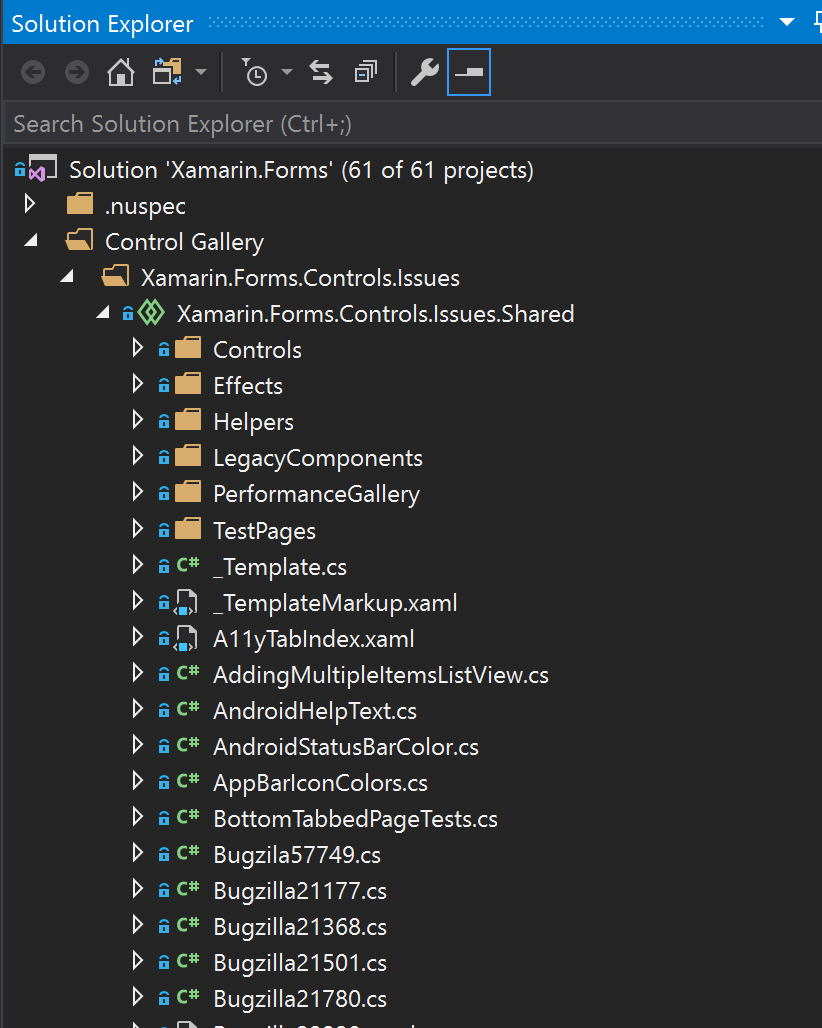 Solution Explorer
Search Solution Explorer (Ctrl+;)
Solution 'Xamarin.Forms' (61 of 61 projects)
.nuspec
Control Gallery
Xamarin.Forms.Controls.Issues
Xamarin.Forms.Controls.Issues.Shared
Controls
Effects
Helpers
LegacyComponents
PerformanceGallery
TestPages
C# _Template.cs
_TemplateMarkup.xaml
A11yTabIndex.xaml
C# AddingMultipleItemsListView.cs
C# AndroidHelpText.cs
C# AndroidStatusBarColor.cs
C# AppBarIconColors.cs
C# BottomTabbedPageTests.cs
C# Bugzila57749.cs
C# Bugzilla21177.cs
C# Bugzilla21368.cs
C# Bugzilla21501.cs
C# Bugzilla21780.cs